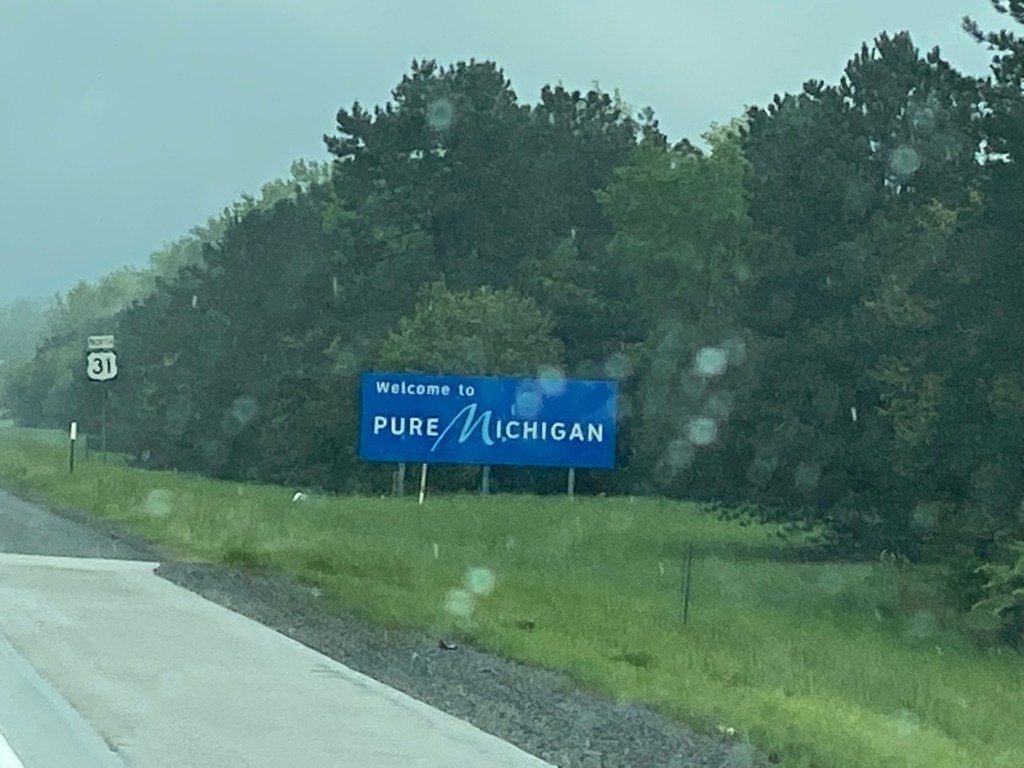 NORTH
31
Welcome to
PURE MICHIGAN